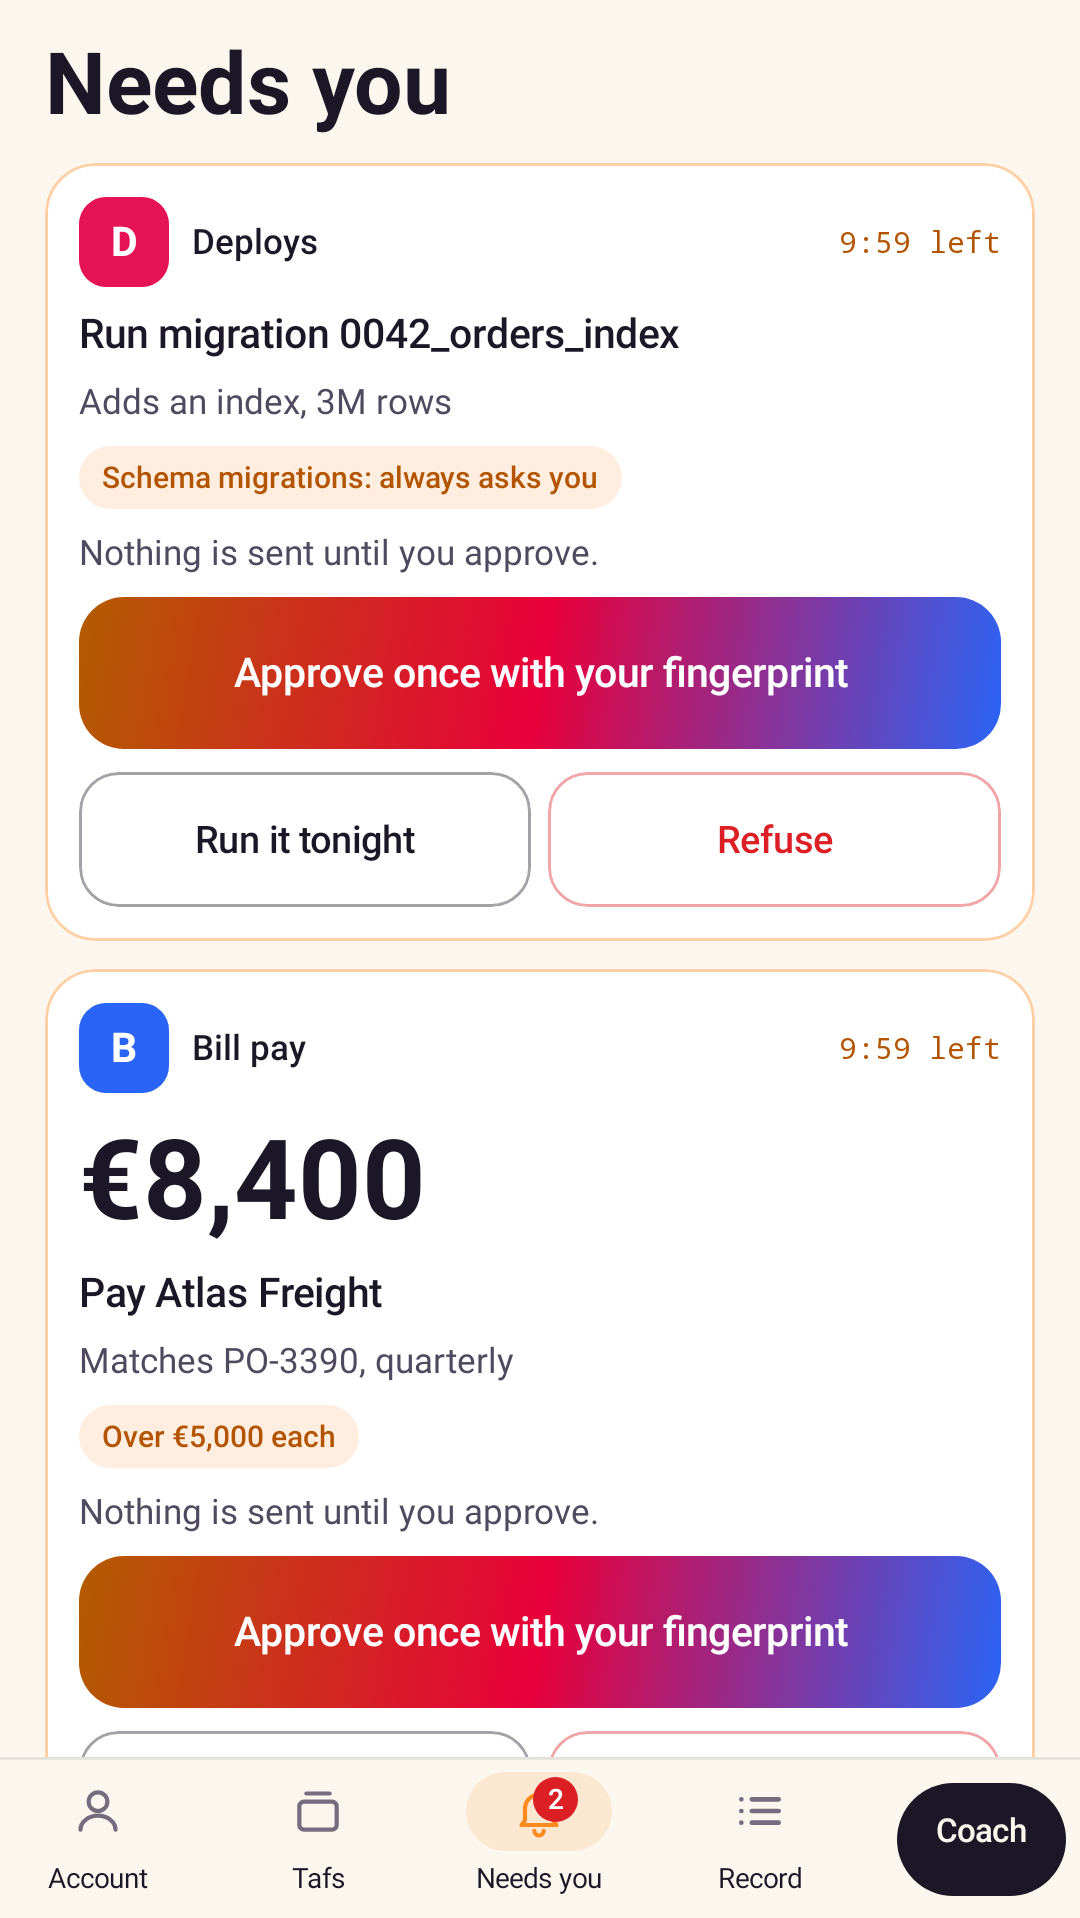 Needs you
D
Deploys
9:59 left
Run migration 0042_orders_index
Adds an index, 3M rows
Schema migrations: always asks you
Nothing is sent until you approve.
Approve once with your fingerprint
Run it tonight
Refuse
B
Bill pay
9:59 left
€8,400
Pay Atlas Freight
Matches PO-3390, quarterly
Over €5,000 each
Nothing is sent until you approve.
Approve once with your fingerprint
2
Account
Tafs
Needs you
Record
Coach